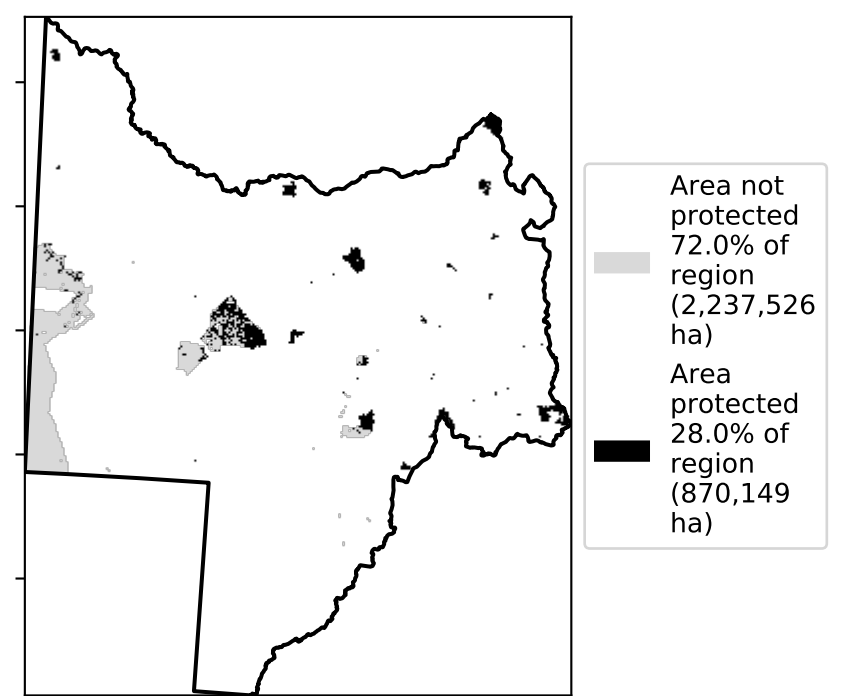 Area not
protected
72.0% of
region
(2,237,526
ha)
Area
protected
28.0% of
region
(870,149
ha)